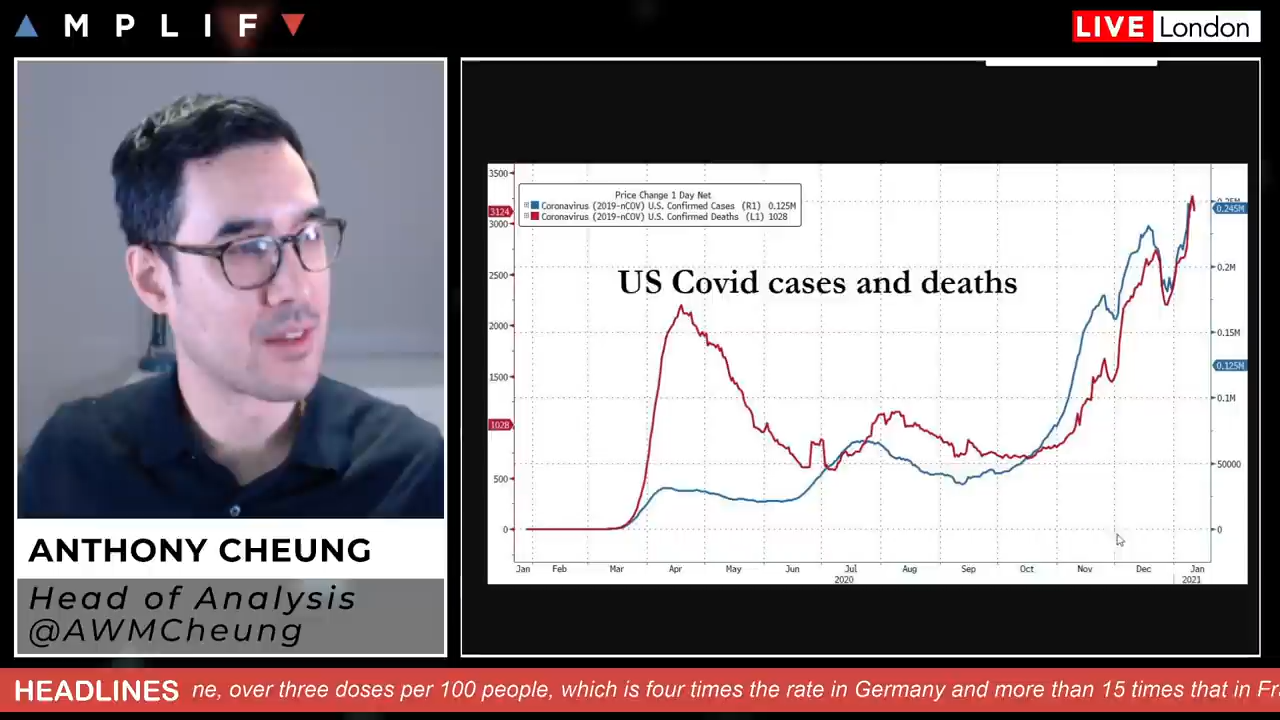 MPLIF
LIVE London
3500
3124
3000
2500
2000
1500
1028
500
0
Price Change 1 Day Net
Coronavirus (2019-nCOV) U.S. Confirmed Cases (R1) 0.125M
Coronavirus (2019-nCOV) U.S. Confirmed Deaths (L1) 1028
US Covid cases and deaths
0.245M
0.2M
0.15M
0.125M
0.1M
50000
0
Jan Feb Mar Apr May Jun Jul Aug Sep Oct Nov Dec Jan
2020 2021
ANTHONY CHEUNG
Head of Analysis
@AWMCheung
HEADLINES ne, over three doses per 100 people, which is four times the rate in Germany and more than 15 times that in Fr